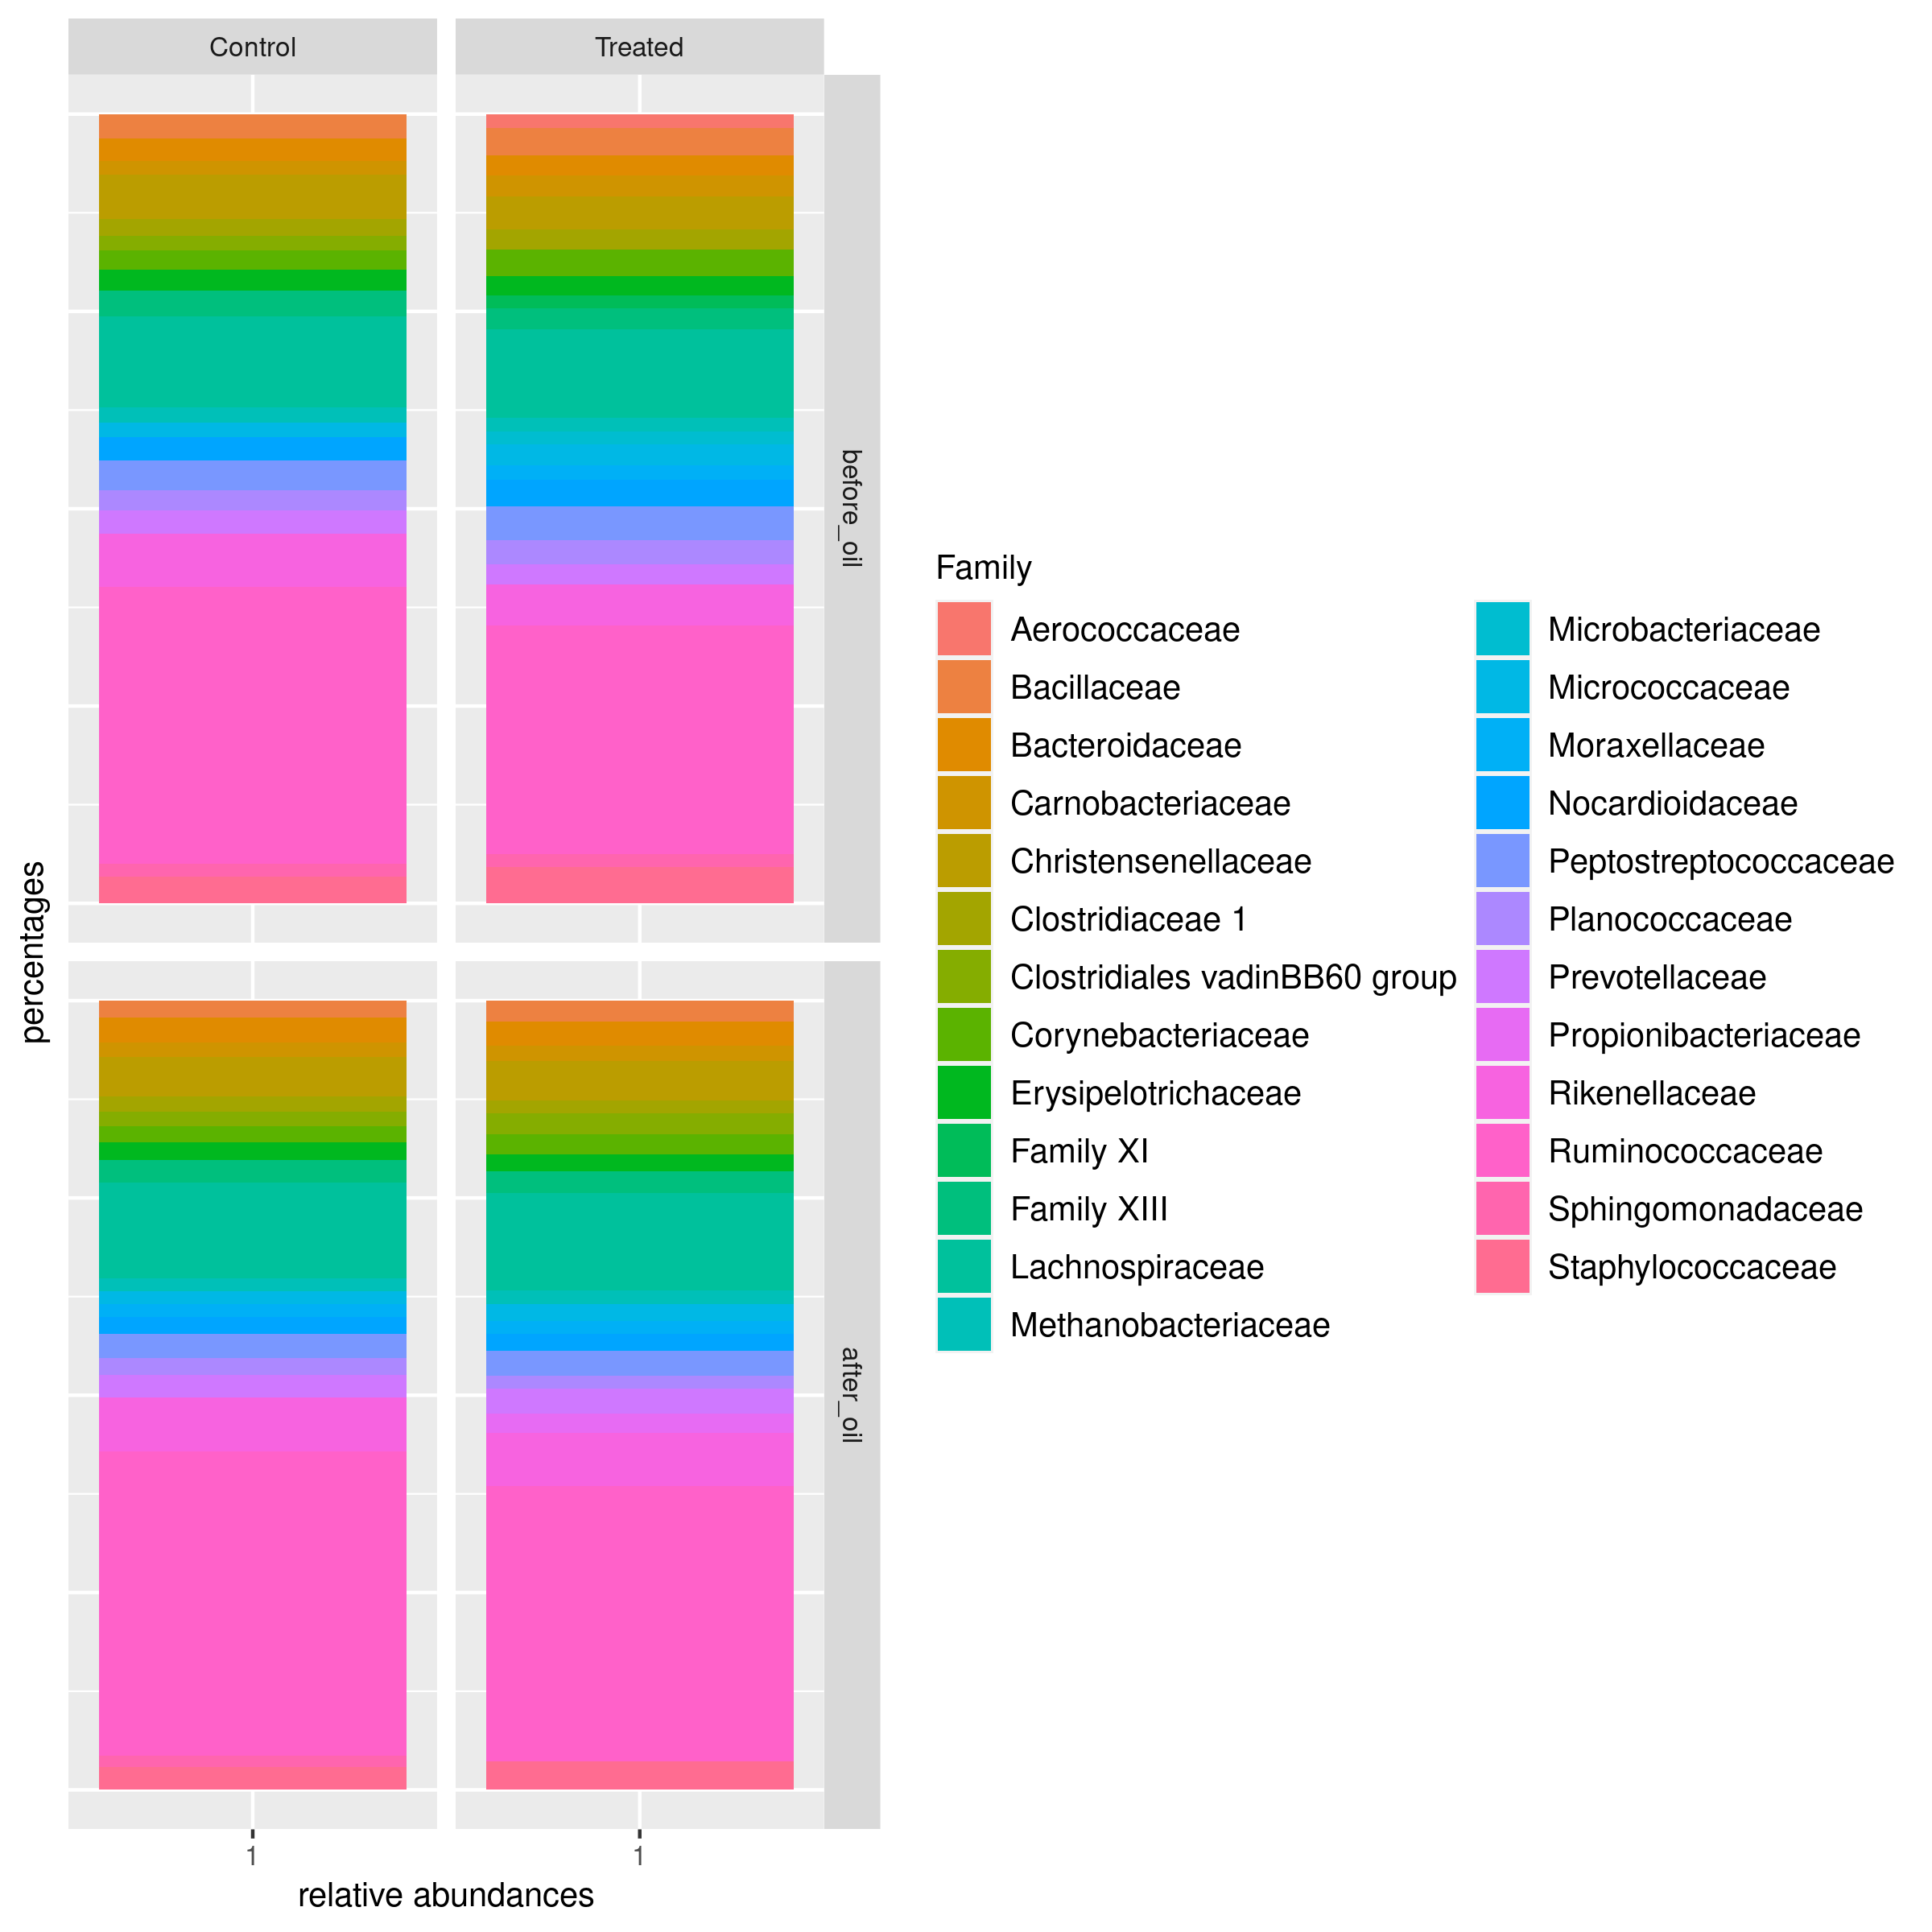 Control
Treated
before_oil
after_oil
percentages
1
1
relative abundances
Family
Aerococcaceae
Bacillaceae
Bacteroidaceae
Carnobacteriaceae
Christensenellaceae
Clostridiaceae 1
Clostridiales vadinBB60 group
Corynebacteriaceae
Erysipelotrichaceae
Family XI
Family XIII
Lachnospiraceae
Methanobacteriaceae
Microbacteriaceae
Micrococcaceae
Moraxellaceae
Nocardioidaceae
Peptostreptococcaceae
Planococcaceae
Prevotellaceae
Propionibacteriaceae
Rikenellaceae
Ruminococcaceae
Sphingomonadaceae
Staphylococcaceae